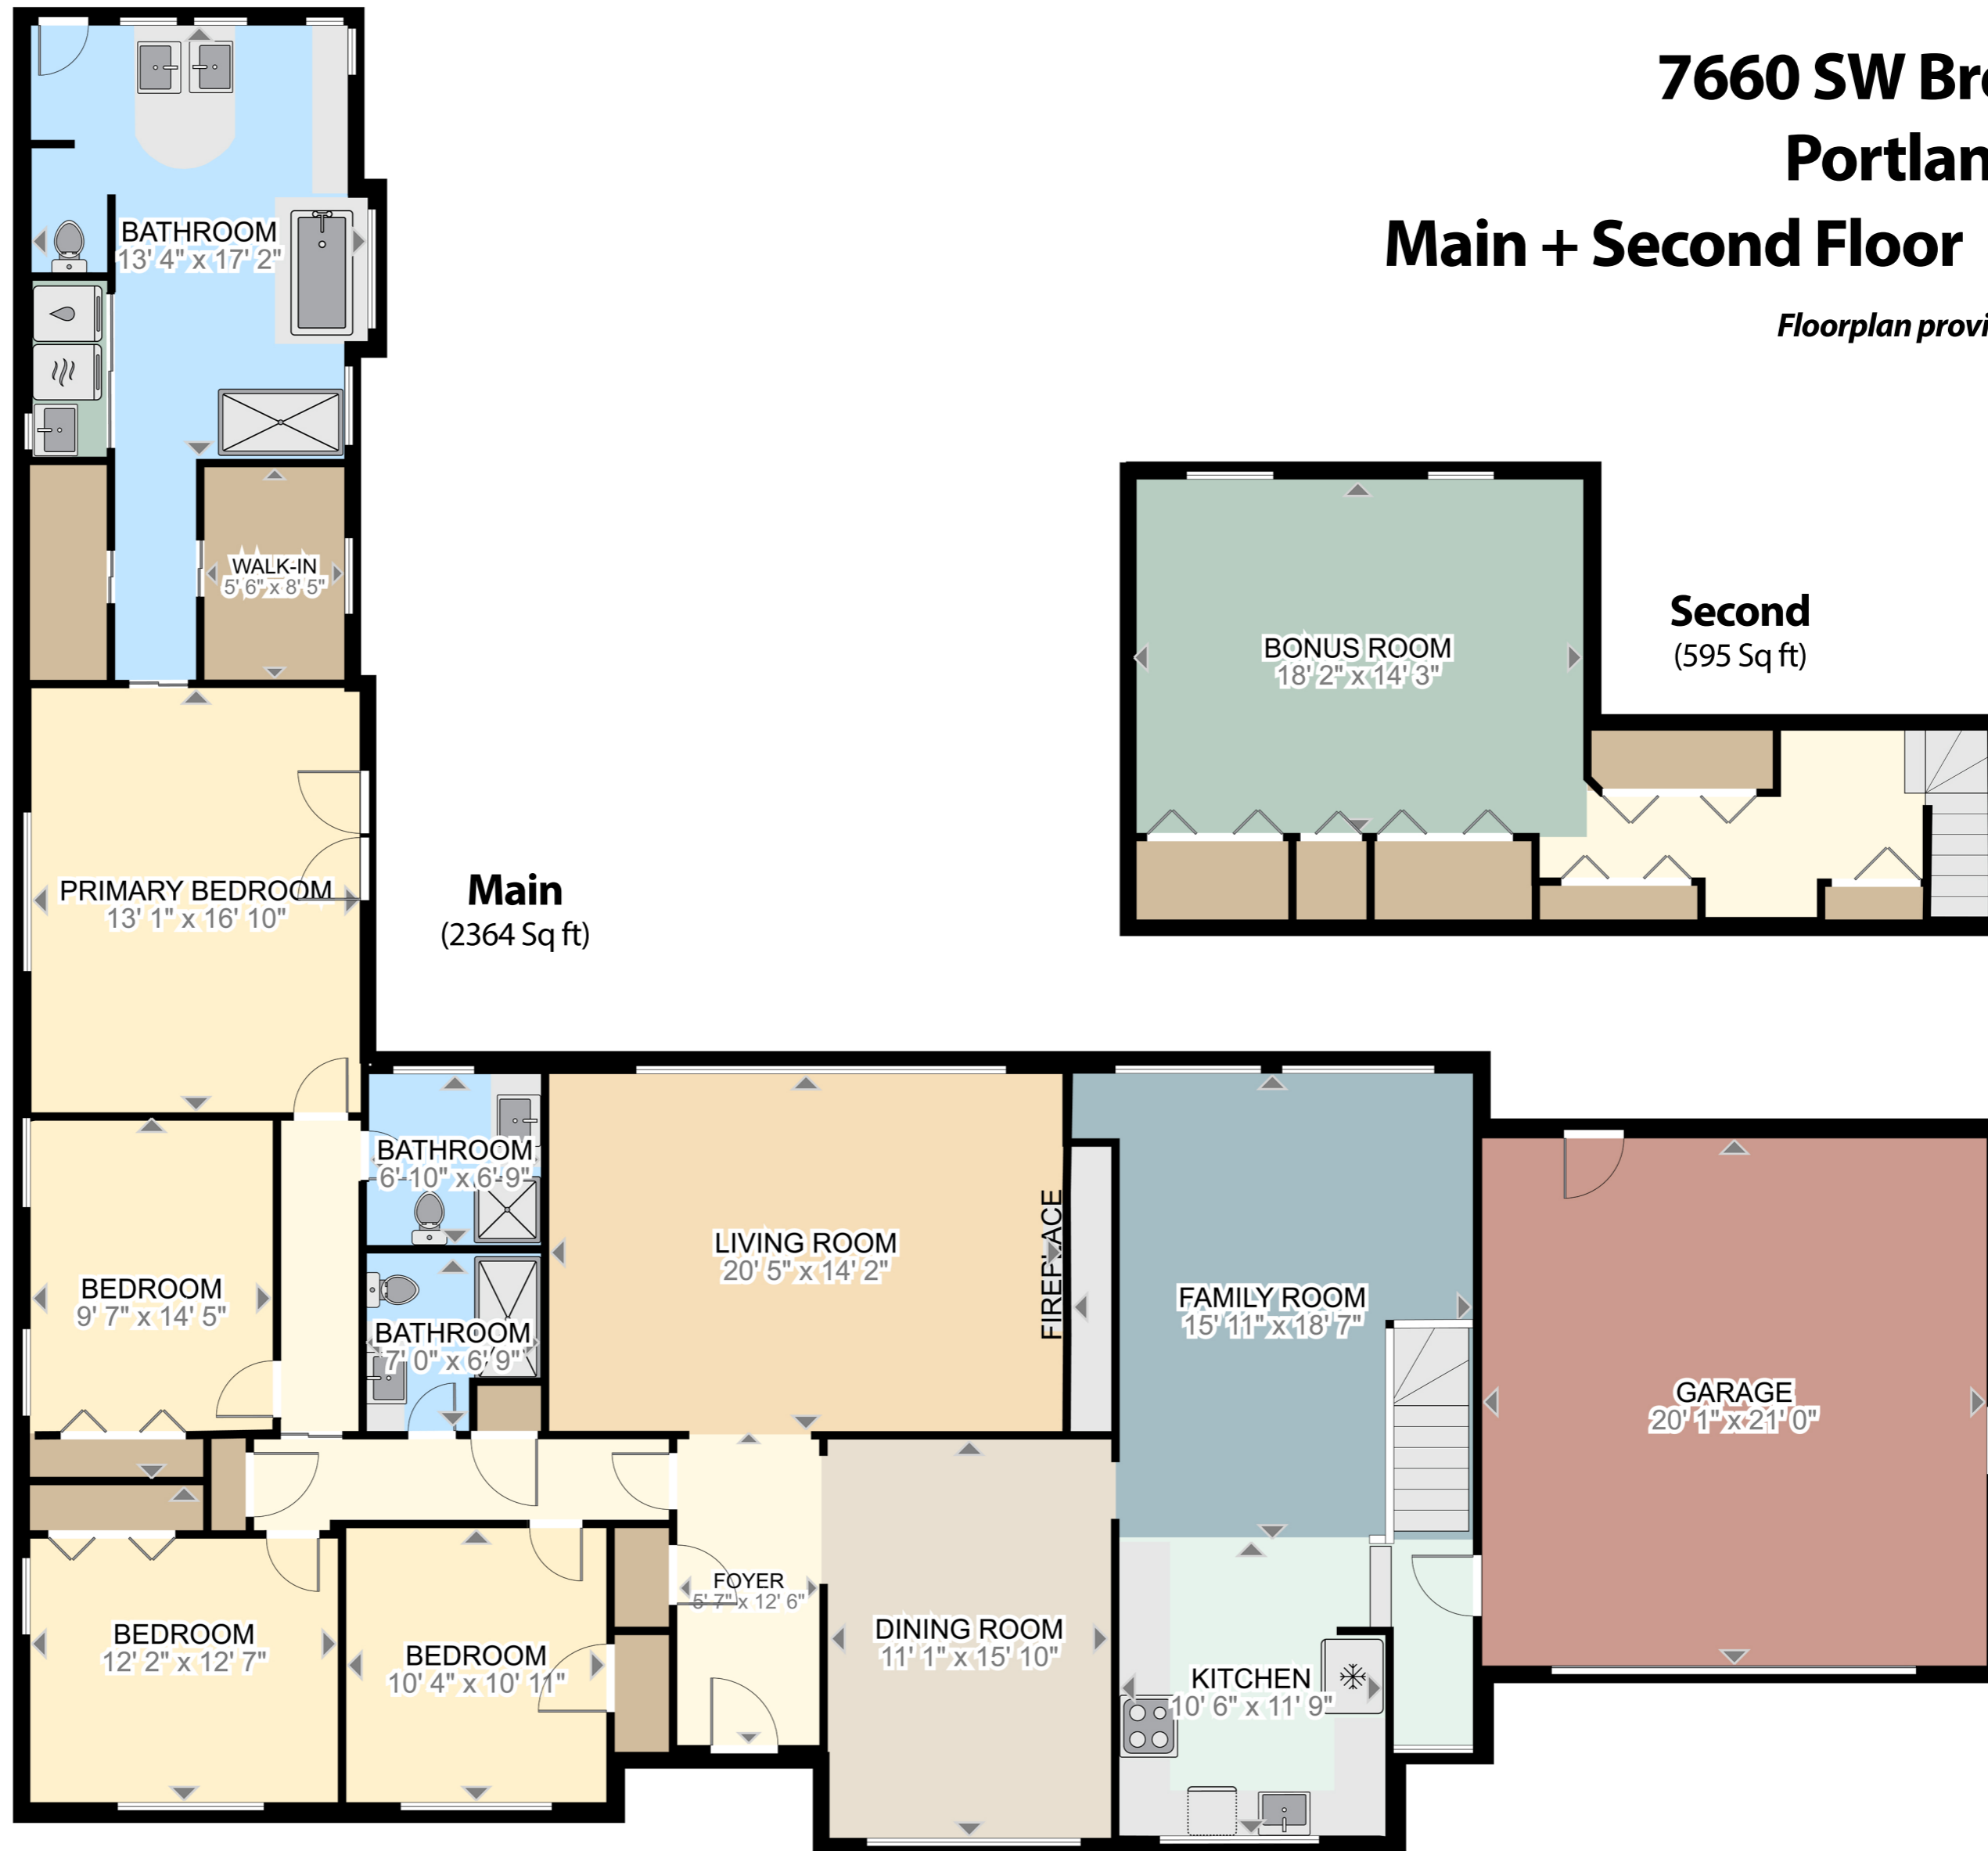 7660 SW Bro
Portlan
Main + Second Floor
Floorplan provi
BATHROOM
13' 4" x 17' 2"
WALK-IN
5' 6" x 8' 5"
BONUS ROOM
18' 2" x 14' 3"
Second
(595 Sq ft)
PRIMARY BEDROOM
13' 1" x 16' 10"
Main
(2364 Sq ft)
BATHROOM
6' 10" x 6' 9"
LIVING ROOM
20' 5" x 14' 2"
FIREPLACE
BEDROOM
9' 7" x 14' 5"
BATHROOM
7' 0" x 6' 9"
FAMILY ROOM
15' 11" x 18' 7"
GARAGE
20' 1" x 21' 0"
FOYER
5' 7" x 12' 6"
BEDROOM
12' 2" x 12' 7"
BEDROOM
10' 4" x 10' 11"
DINING ROOM
11' 1" x 15' 10"
KITCHEN
10' 6" x 11' 9"